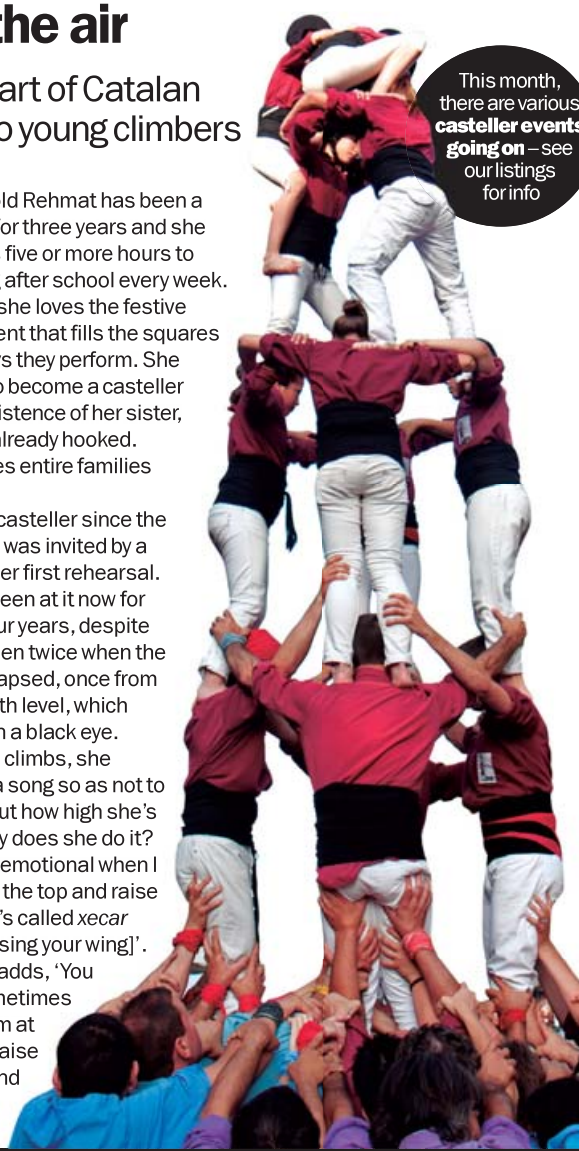 the air
art of Catalan
o young climbers
old Rehmat has been a
for three years and she
five or more hours to
after school every week.
she loves the festive
ent that fills the squares
s they perform. She
o become a casteller
istence of her sister,
already hooked.
es entire families
casteller since the
was invited by a
er first rehearsal.
een at it now for
ur years, despite
en twice when the
apsed, once from
th level, which
n a black eye.
climbs, she
a song so as not to
ut how high she's
y does she do it?
emotional when I
the top and raise
's called xecar
sing your wing]'.
adds, 'You
metimes
m at
aise
nd
This month,
there are various
casteller events
going on – see
our listings
for info